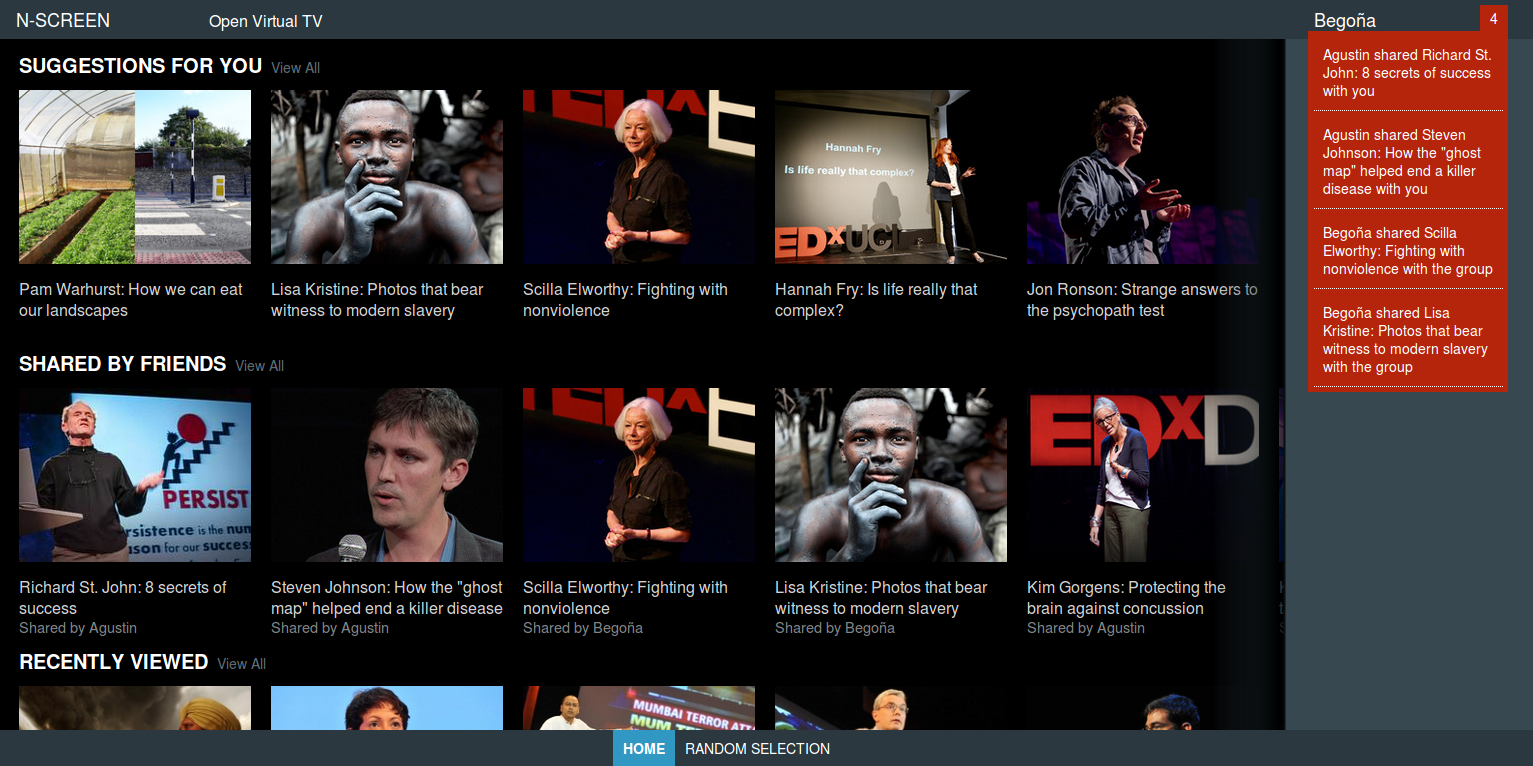 N-SCREEN
Open Virtual TV
Begoña
4
SUGGESTIONS FOR YOU View All
Hannah Fry
Is life really that complex?
EDxUCL
Pam Warhurst: How we can eat
our landscapes
Lisa Kristine: Photos that bear
witness to modern slavery
Scilla Elworthy: Fighting with
nonviolence
Hannah Fry: Is life really that
complex?
Jon Ronson: Strange answers to
the psychopath test
SHARED BY FRIENDS View All
PERSIST
rsistence is the num
ason for our success
EDxD
Richard St. John: 8 secrets of
success
Shared by Agustin
Steven Johnson: How the "ghost
map" helped end a killer disease
Shared by Agustin
Scilla Elworthy: Fighting with
nonviolence
Shared by Begoña
Lisa Kristine: Photos that bear
witness to modern slavery
Shared by Begoña
Kim Gorgens: Protecting the
brain against concussion
Shared by Agustin
RECENTLY VIEWED View All
MUMBAI TERROR ATTA
HOME
RANDOM SELECTION
Agustin shared Richard St.
John: 8 secrets of success
with you
Agustin shared Steven
Johnson: How the "ghost
map" helped end a killer
disease with you
Begoña shared Scilla
Elworthy: Fighting with
nonviolence with the group
Begoña shared Lisa
Kristine: Photos that bear
witness to modern slavery
with the group